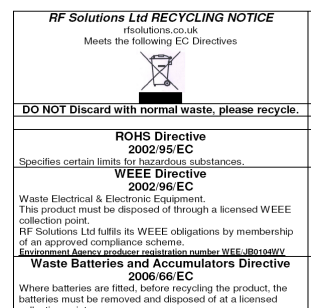 RF Solutions Ltd RECYCLING NOTICE
rfsolutions.co.uk
Meets the following EC Directives
DO NOT Discard with normal waste, please recycle.
ROHS Directive
2002/95/EC
Specifies certain limits for hazardous substances.
WEEE Directive
2002/96/EC
Waste Electrical & Electronic Equipment.
This product must be disposed of through a licensed WEEE
collection point.
RF Solutions Ltd fulfils its WEEE obligations by membership
of an approved compliance scheme.
Environment Agency producer registration number WEE/JB0104WV
Waste Batteries and Accumulators Directive
2006/66/EC
Where batteries are fitted, before recycling the product, the
batteries must be removed and disposed of at a licensed